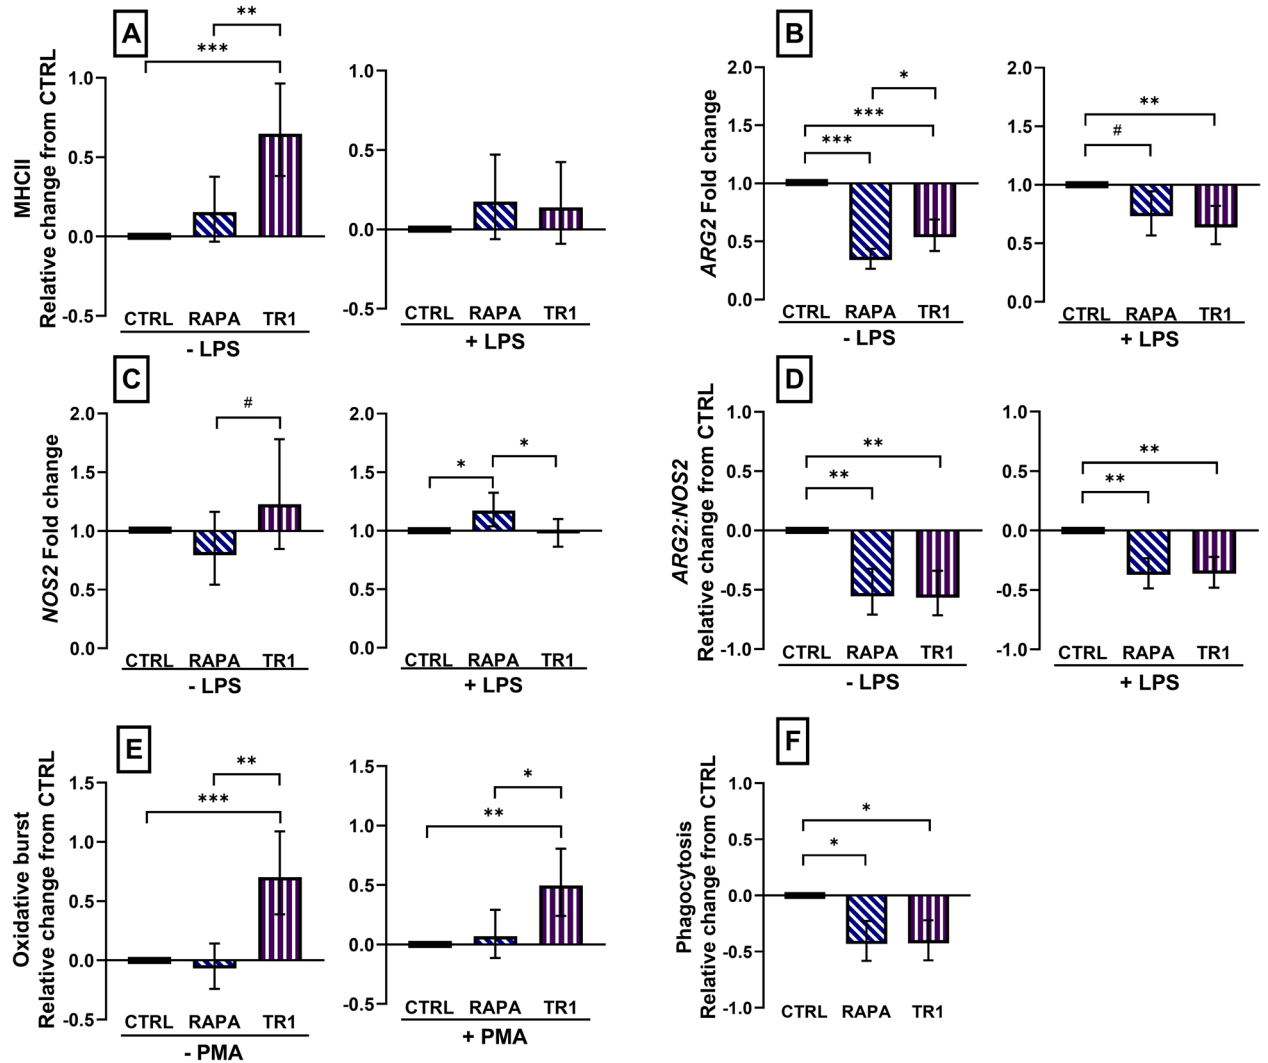 A
MHCII
Relative change from CTRL
**
***
1.0
0.5
0.0
-0.5
CTRL RAPA TR1
- LPS
1.0
0.5
0.0
-0.5
CTRL RAPA TR1
+ LPS
B
ARG2 Fold change
*
***
***
2.0
1.5
1.0
0.5
0.0
CTRL RAPA TR1
- LPS
**
#
2.0
1.5
1.0
0.5
0.0
CTRL RAPA TR1
+ LPS
C
NOS2 Fold change
#
2.0
1.5
1.0
0.5
0.0
CTRL RAPA TR1
- LPS
*
*
2.0
1.5
1.0
0.5
0.0
CTRL RAPA TR1
+ LPS
D
ARG2:NOS2
Relative change from CTRL
**
**
1.0
0.5
0.0
-0.5
-1.0
CTRL RAPA TR1
- LPS
**
**
1.0
0.5
0.0
-0.5
-1.0
CTRL RAPA TR1
+ LPS
E
Oxidative burst
Relative change from CTRL
**
***
1.5
1.0
0.5
0.0
-0.5
CTRL RAPA TR1
- PMA
*
**
1.5
1.0
0.5
0.0
-0.5
CTRL RAPA TR1
+ PMA
F
Phagocytosis
Relative change from CTRL
*
*
1.0
0.5
0.0
-0.5
-1.0
CTRL RAPA TR1